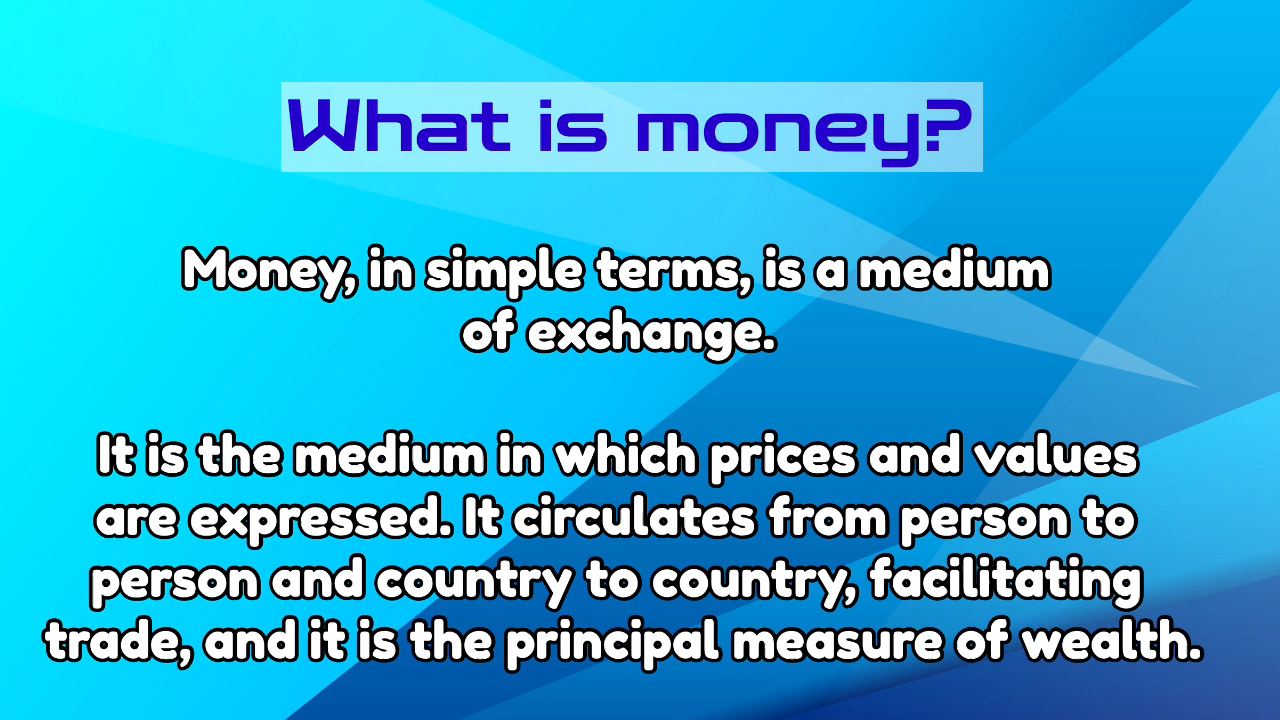 What is money?
Money, in simple terms, is a medium
of exchange.
It is the medium in which prices and values
are expressed. It circulates from person to
person and country to country, facilitating
trade, and it is the principal measure of wealth.